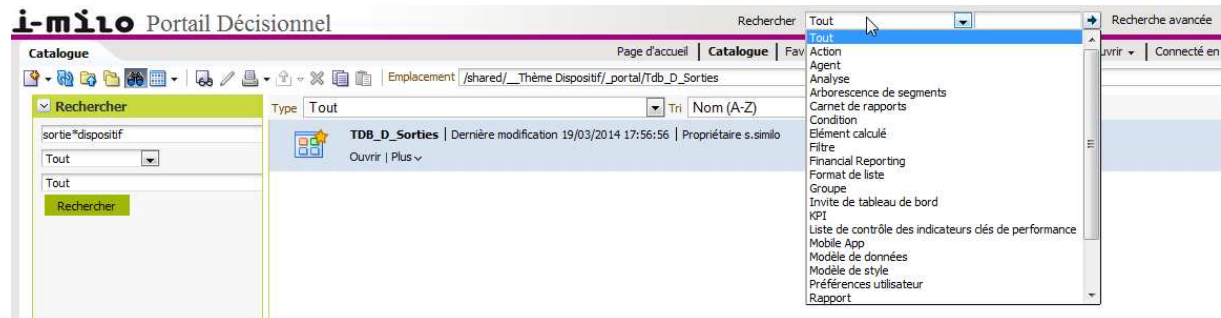 i-milo Portail Décisionnel
Rechercher Tout Recherche avancée
Catalogue
Page d'accueil | Catalogue | Fav
uvrir | Connecté en
Emplacement /shared/__Thème Dispositif/_portal/Tdb_D_Sorties
Rechercher
sortie*dispositif
Tout
Tout
Rechercher
Type Tout Tri Nom (A-Z)
TDB_D_Sorties | Dernière modification 19/03/2014 17:56:56 | Propriétaire s.similo
Ouvrir | Plus
Tout
Action
Agent
Analyse
Arborescence de segments
Carnet de rapports
Condition
Elément calculé
Filtre
Financial Reporting
Format de liste
Groupe
Invite de tableau de bord
KPI
Liste de contrôle des indicateurs clés de performance
Mobile App
Modèle de données
Modèle de style
Préférences utilisateur
Rapport